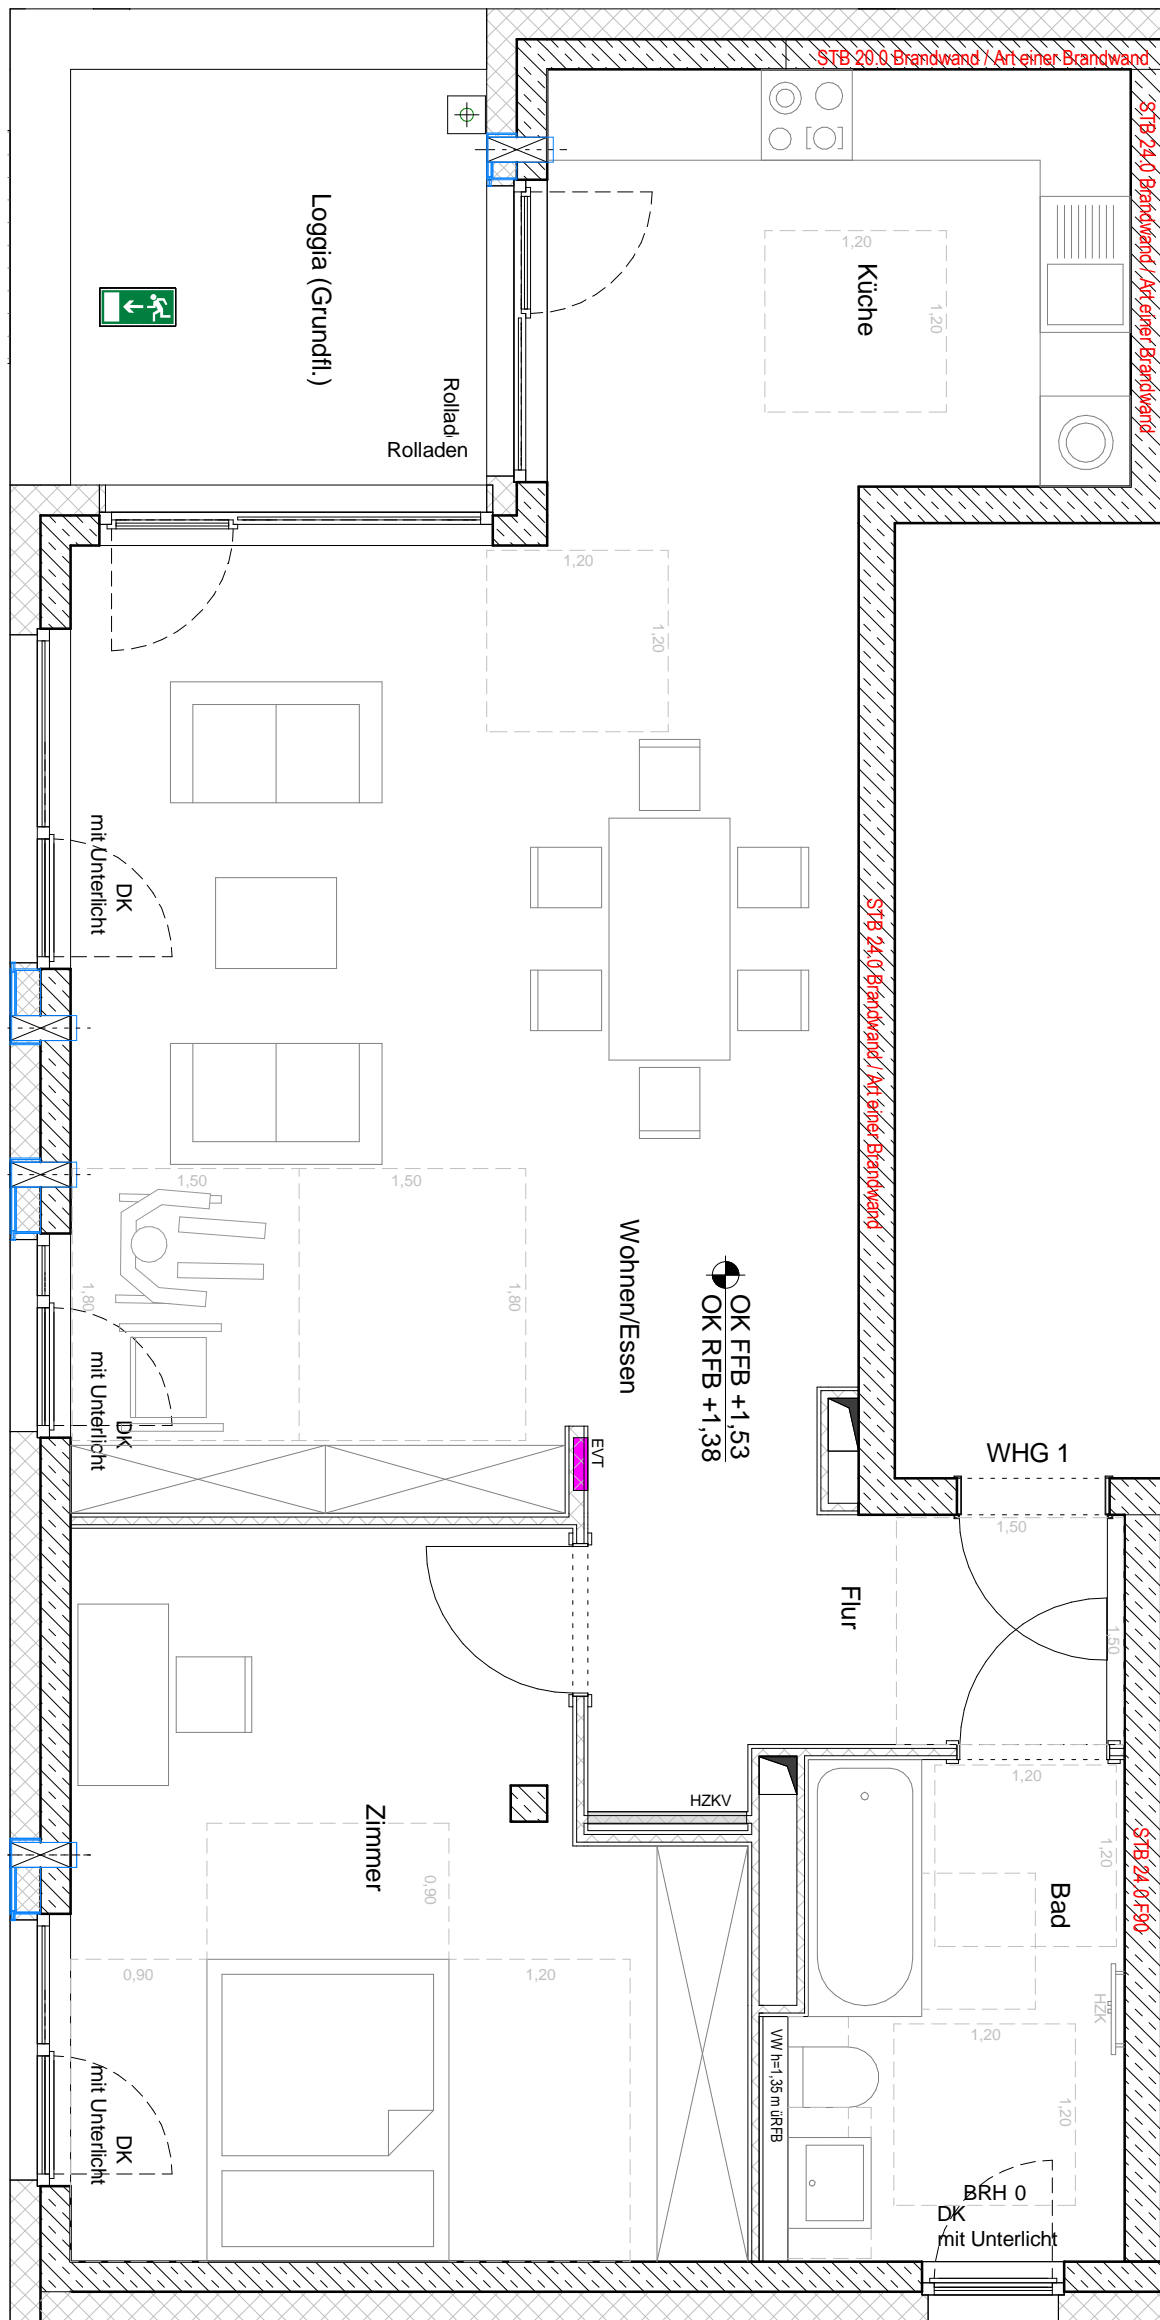 STB 20.0 Brandwand / Art einer Brandwand
STB 24.0 Brandwand / Art einer Brandwand
Loggia (Grundfl.)
Küche
1,20
1,20
Rollad
Rolladen
1,20
1,20
DK
mit Unterlicht
STB 24.0 Brandwand / Art einer Brandwand
1,50
1,50
1,80
1,80
Wohnen/Essen
OK FFB +1,53
OK RFB +1,38
DK
mit Unterlicht
EVT
WHG 1
1,50
1,50
Flur
HZKV
Zimmer
0,90
0,90
1,20
1,20
1,20
Bad
STB 24.0 F90
HZK
1,20
1,20
VW h=1,35 m üRFB
DK
mit Unterlicht
BRH 0
DK
mit Unterlicht